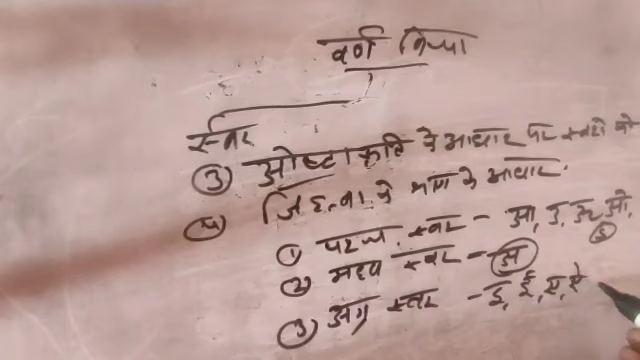 वर्ण
स्वर
③ ओष्टाकृति के आधार पर स्वरों को
④ जिह्वा के भाग के आधार.
① पश्च स्वर - आ, उ, ऊ, ओ,
② मध्य स्वर - अ
③ अग्र स्वर - इ, ई, ए, ऐ